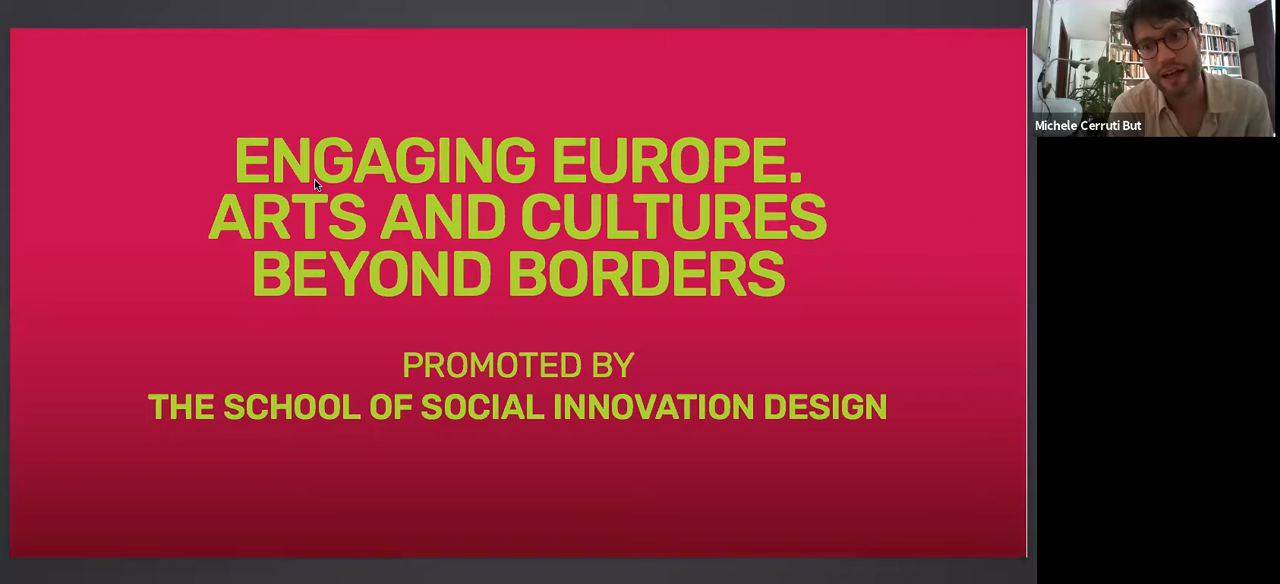 ENGAGING EUROPE.
ARTS AND CULTURES
BEYOND BORDERS
PROMOTED BY
THE SCHOOL OF SOCIAL INNOVATION DESIGN
Michele Cerruti But